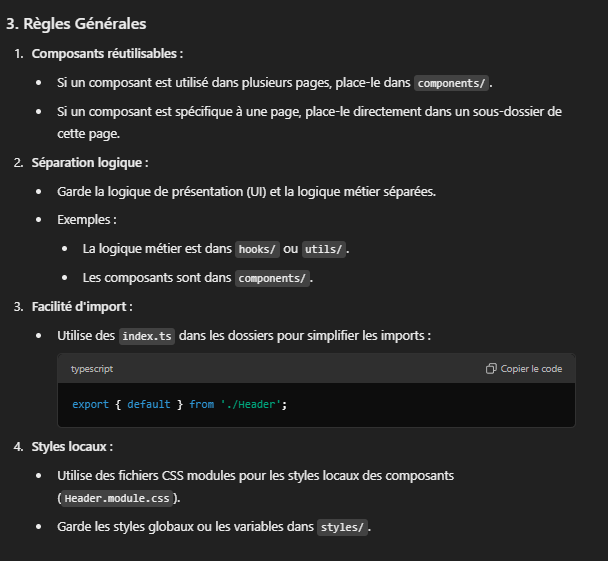 3. Règles Générales
1. Composants réutilisables :
• Si un composant est utilisé dans plusieurs pages, place-le dans components/.
• Si un composant est spécifique à une page, place-le directement dans un sous-dossier de
cette page.
2. Séparation logique :
• Garde la logique de présentation (UI) et la logique métier séparées.
• Exemples :
• La logique métier est dans hooks/ ou utils/.
• Les composants sont dans components/.
3. Facilité d'import :
• Utilise des index.ts dans les dossiers pour simplifier les imports :
typescript Copier le code
export { default } from './Header';
4. Styles locaux :
• Utilise des fichiers CSS modules pour les styles locaux des composants
(Header.module.css).
• Garde les styles globaux ou les variables dans styles/.